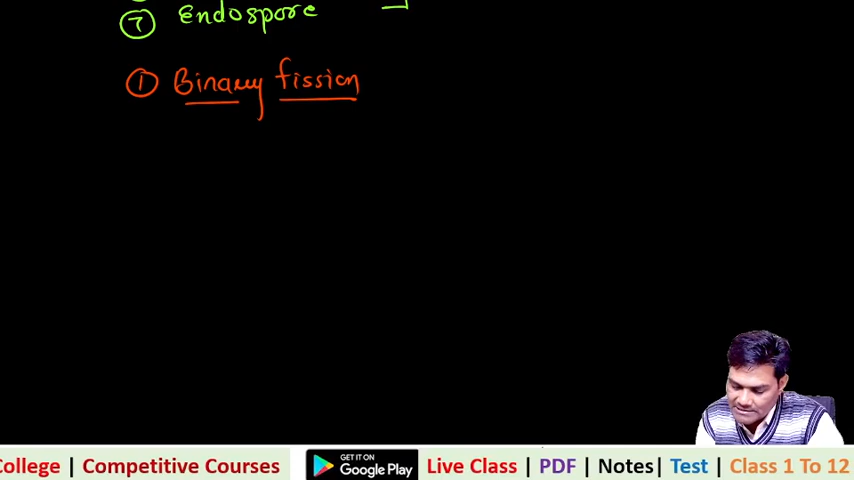 7 Endospore
1 Binary fission
College | Competitive Courses GET IT ON Google Play Live Class | PDF | Notes | Test | Class 1 To 12